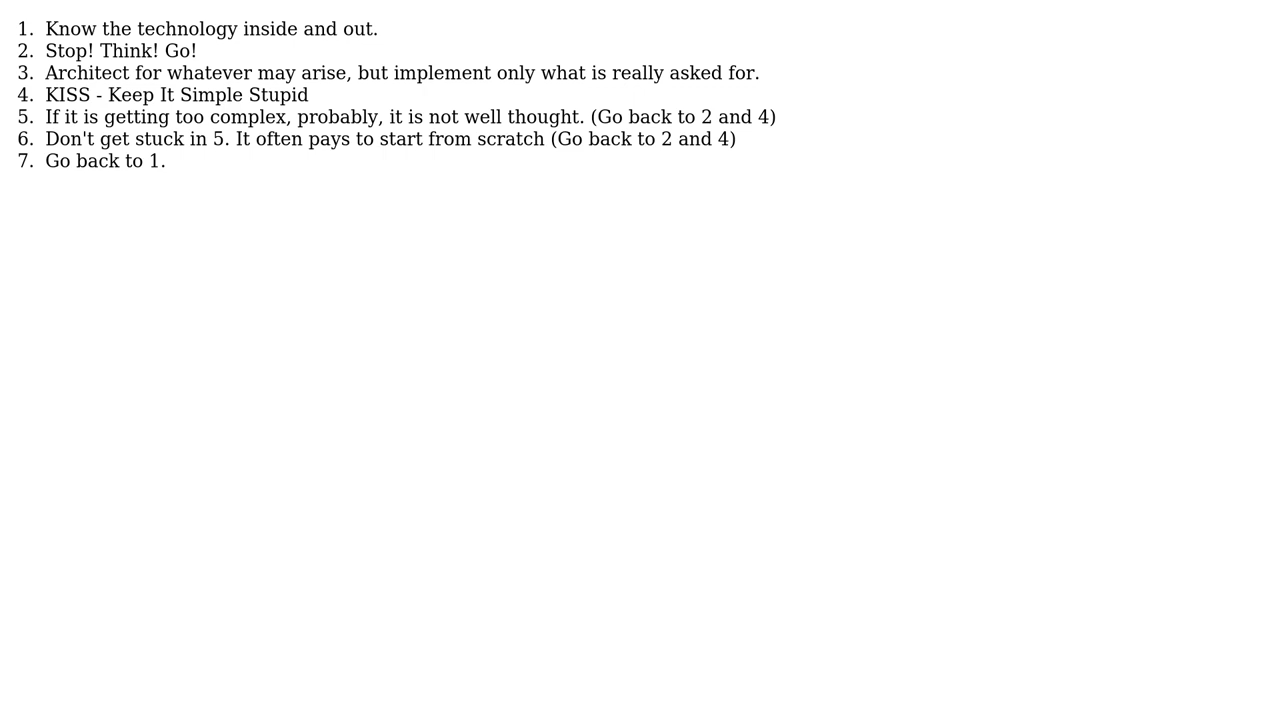 1. Know the technology inside and out.
2. Stop! Think! Go!
3. Architect for whatever may arise, but implement only what is really asked for.
4. KISS - Keep It Simple Stupid
5. If it is getting too complex, probably, it is not well thought. (Go back to 2 and 4)
6. Don't get stuck in 5. It often pays to start from scratch (Go back to 2 and 4)
7. Go back to 1.